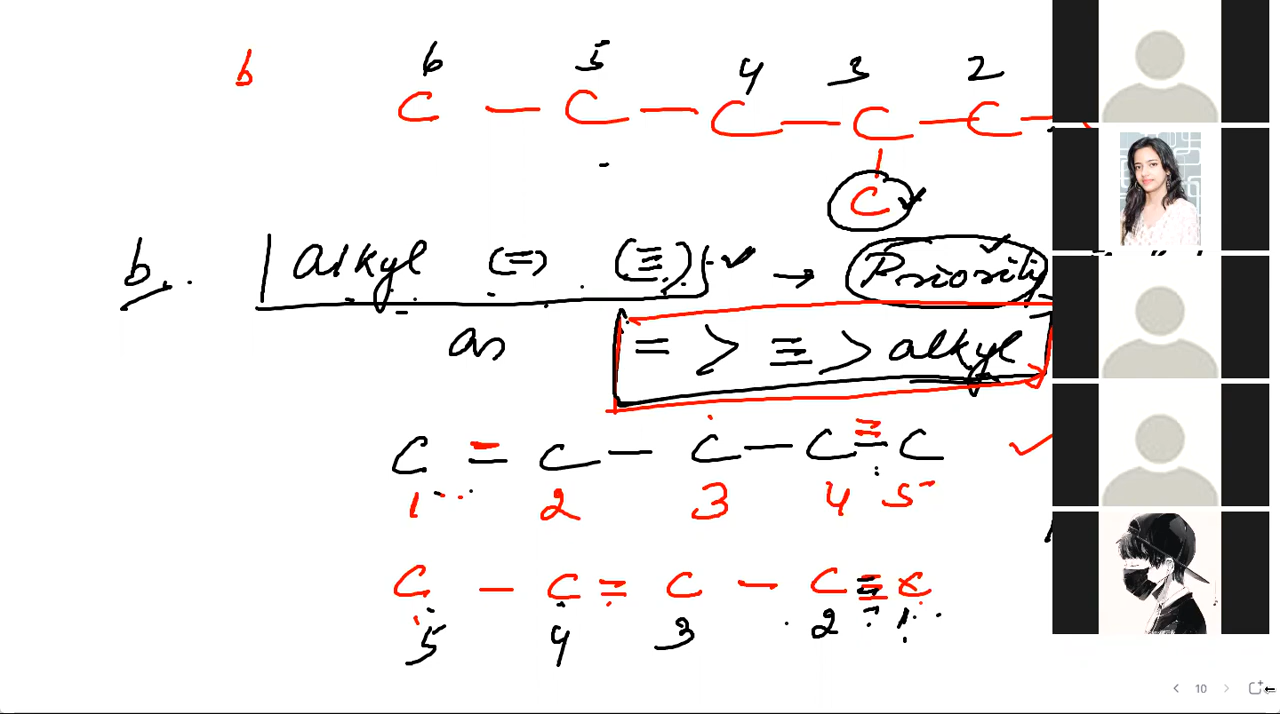 6 5 4 3 2
b C — C — C — C — C —
C ✓
b. alkyl (=) (≡) ✓ → Priority
as = > ≡ > alkyl
C = C — C — C ≡ C ✓
1 2 3 4 5
C — C = C — C ≡ C
5 4 3 2 1
10